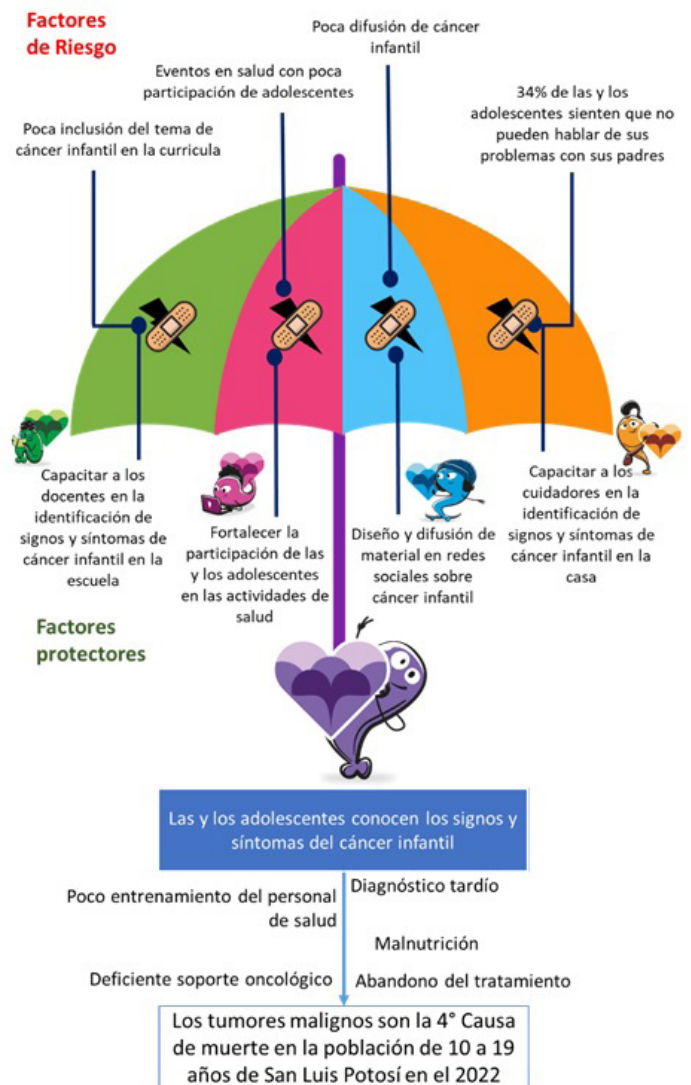 Factores
de Riesgo
Poca difusión de cáncer
infantil
Eventos en salud con poca
participación de adolescentes
34% de las y los
adolescentes sienten que no
pueden hablar de sus
problemas con sus padres
Poca inclusión del tema de
cáncer infantil en la curricula
Capacitar a los
docentes en la
identificación de
signos y síntomas de
cáncer infantil en la
escuela
Fortalecer la
participación de las
y los adolescentes
en las actividades de
salud
Diseño y difusión de
material en redes
sociales sobre
cáncer infantil
Capacitar a los
cuidadores en la
identificación de
signos y síntomas de
cáncer infantil en la
casa
Factores
protectores
Las y los adolescentes conocen los signos y
síntomas del cáncer infantil
Poco entrenamiento del personal
de salud
Diagnóstico tardío
Malnutrición
Deficiente soporte oncológico
Abandono del tratamiento
Los tumores malignos son la 4° Causa
de muerte en la población de 10 a 19
años de San Luis Potosí en el 2022